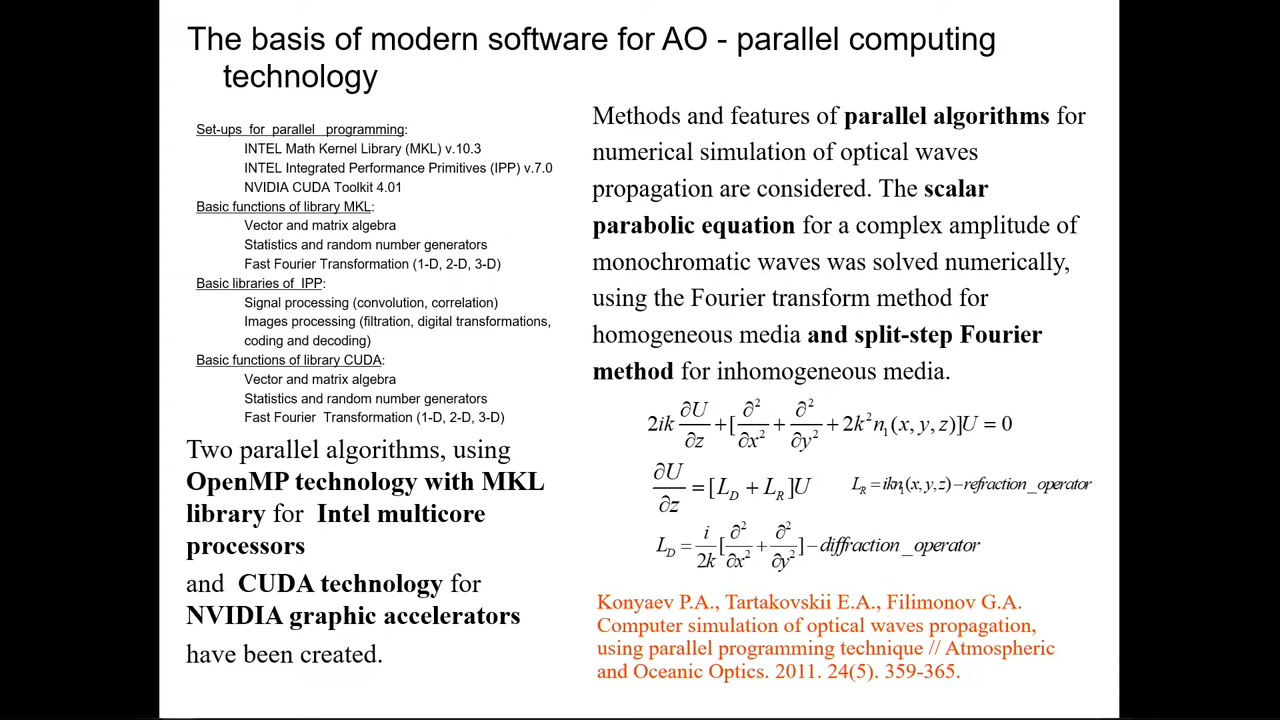 The basis of modern software for AO - parallel computing
technology
Set-ups for parallel programming:
INTEL Math Kernel Library (MKL) v.10.3
INTEL Integrated Performance Primitives (IPP) v.7.0
NVIDIA CUDA Toolkit 4.01
Basic functions of library MKL:
Vector and matrix algebra
Statistics and random number generators
Fast Fourier Transformation (1-D, 2-D, 3-D)
Basic libraries of IPP:
Signal processing (convolution, correlation)
Images processing (filtration, digital transformations,
coding and decoding)
Basic functions of library CUDA:
Vector and matrix algebra
Statistics and random number generators
Fast Fourier Transformation (1-D, 2-D, 3-D)
Two parallel algorithms, using
OpenMP technology with MKL
library for Intel multicore
processors
and CUDA technology for
NVIDIA graphic accelerators
have been created.
Methods and features of parallel algorithms for
numerical simulation of optical waves
propagation are considered. The scalar
parabolic equation for a complex amplitude of
monochromatic waves was solved numerically,
using the Fourier transform method for
homogeneous media and split-step Fourier
method for inhomogeneous media.
2ik ∂U/∂z + [∂²/∂x² + ∂²/∂y² + 2k²n₁(x, y, z)]U = 0
∂U/∂z = [L_D + L_R]U L_R = ikn₁(x, y, z) – refraction_operator
L_D = i/2k [∂²/∂x² + ∂²/∂y²] – diffraction_operator
Konyaev P.A., Tartakovskii E.A., Filimonov G.A.
Computer simulation of optical waves propagation,
using parallel programming technique // Atmospheric
and Oceanic Optics. 2011. 24(5). 359-365.